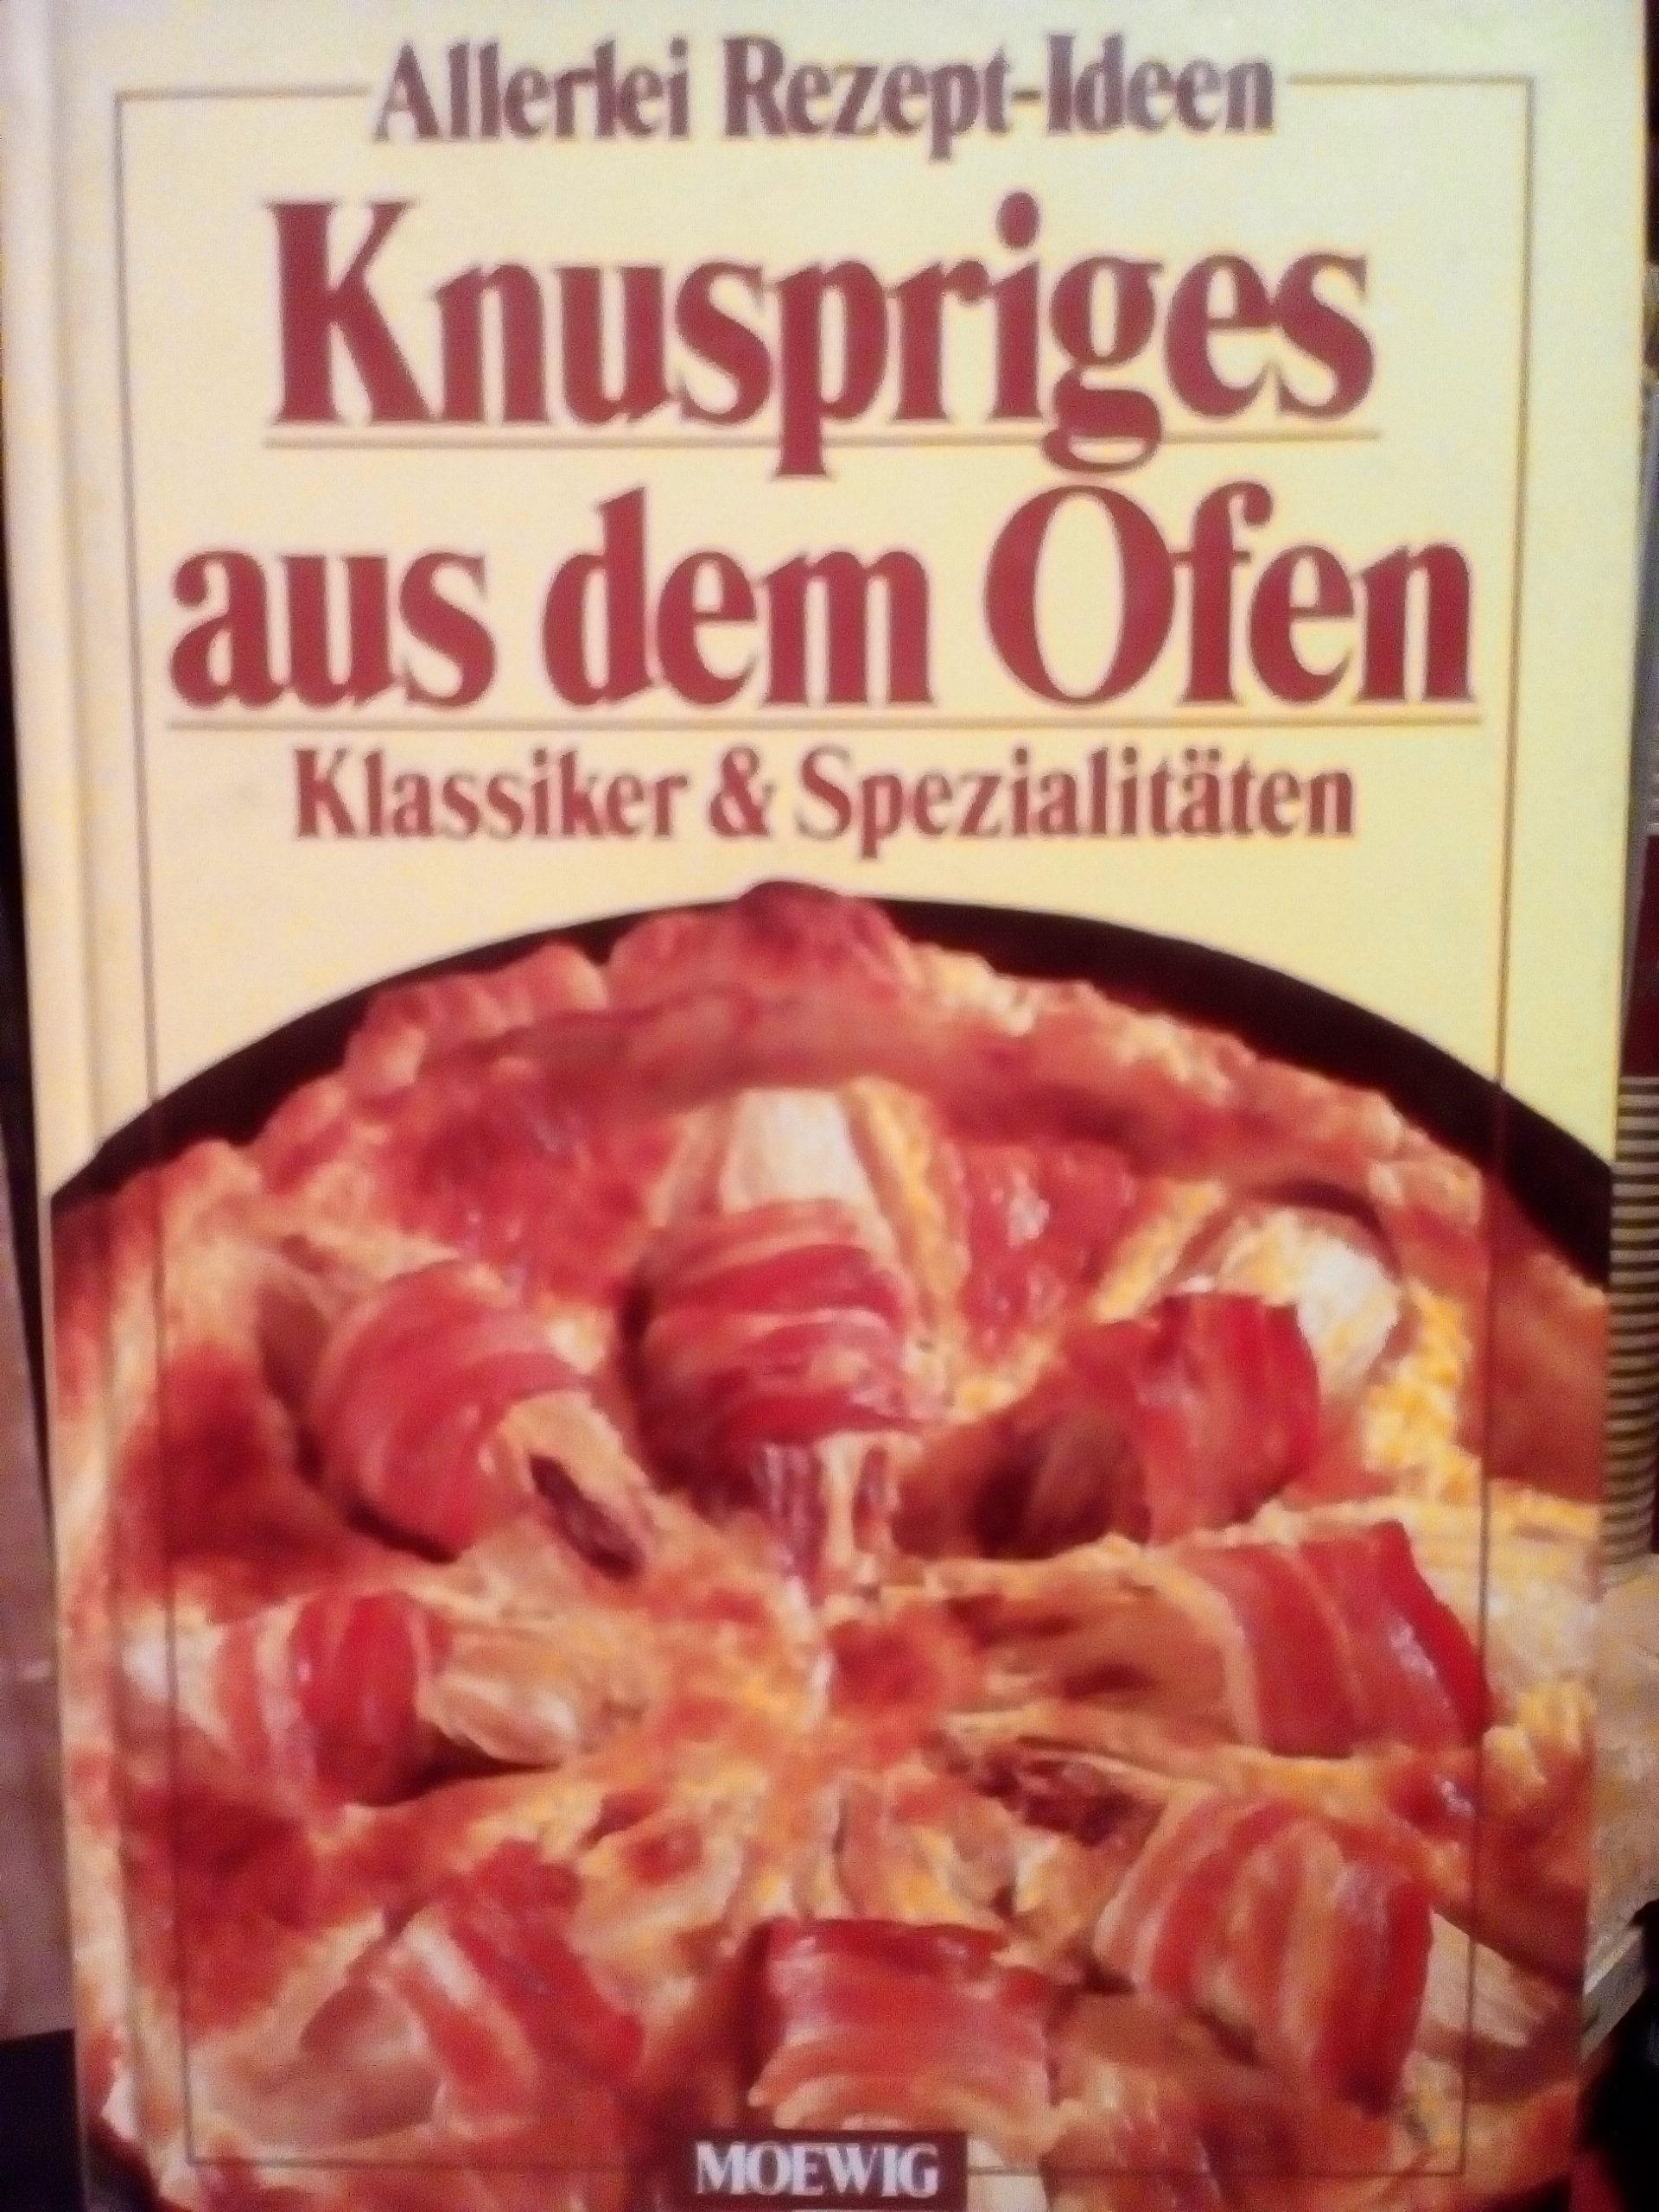 Allerlei Rezept-Ideen
Knuspriges
aus dem Ofen
Klassiker & Spezialitäten
MOEWIG